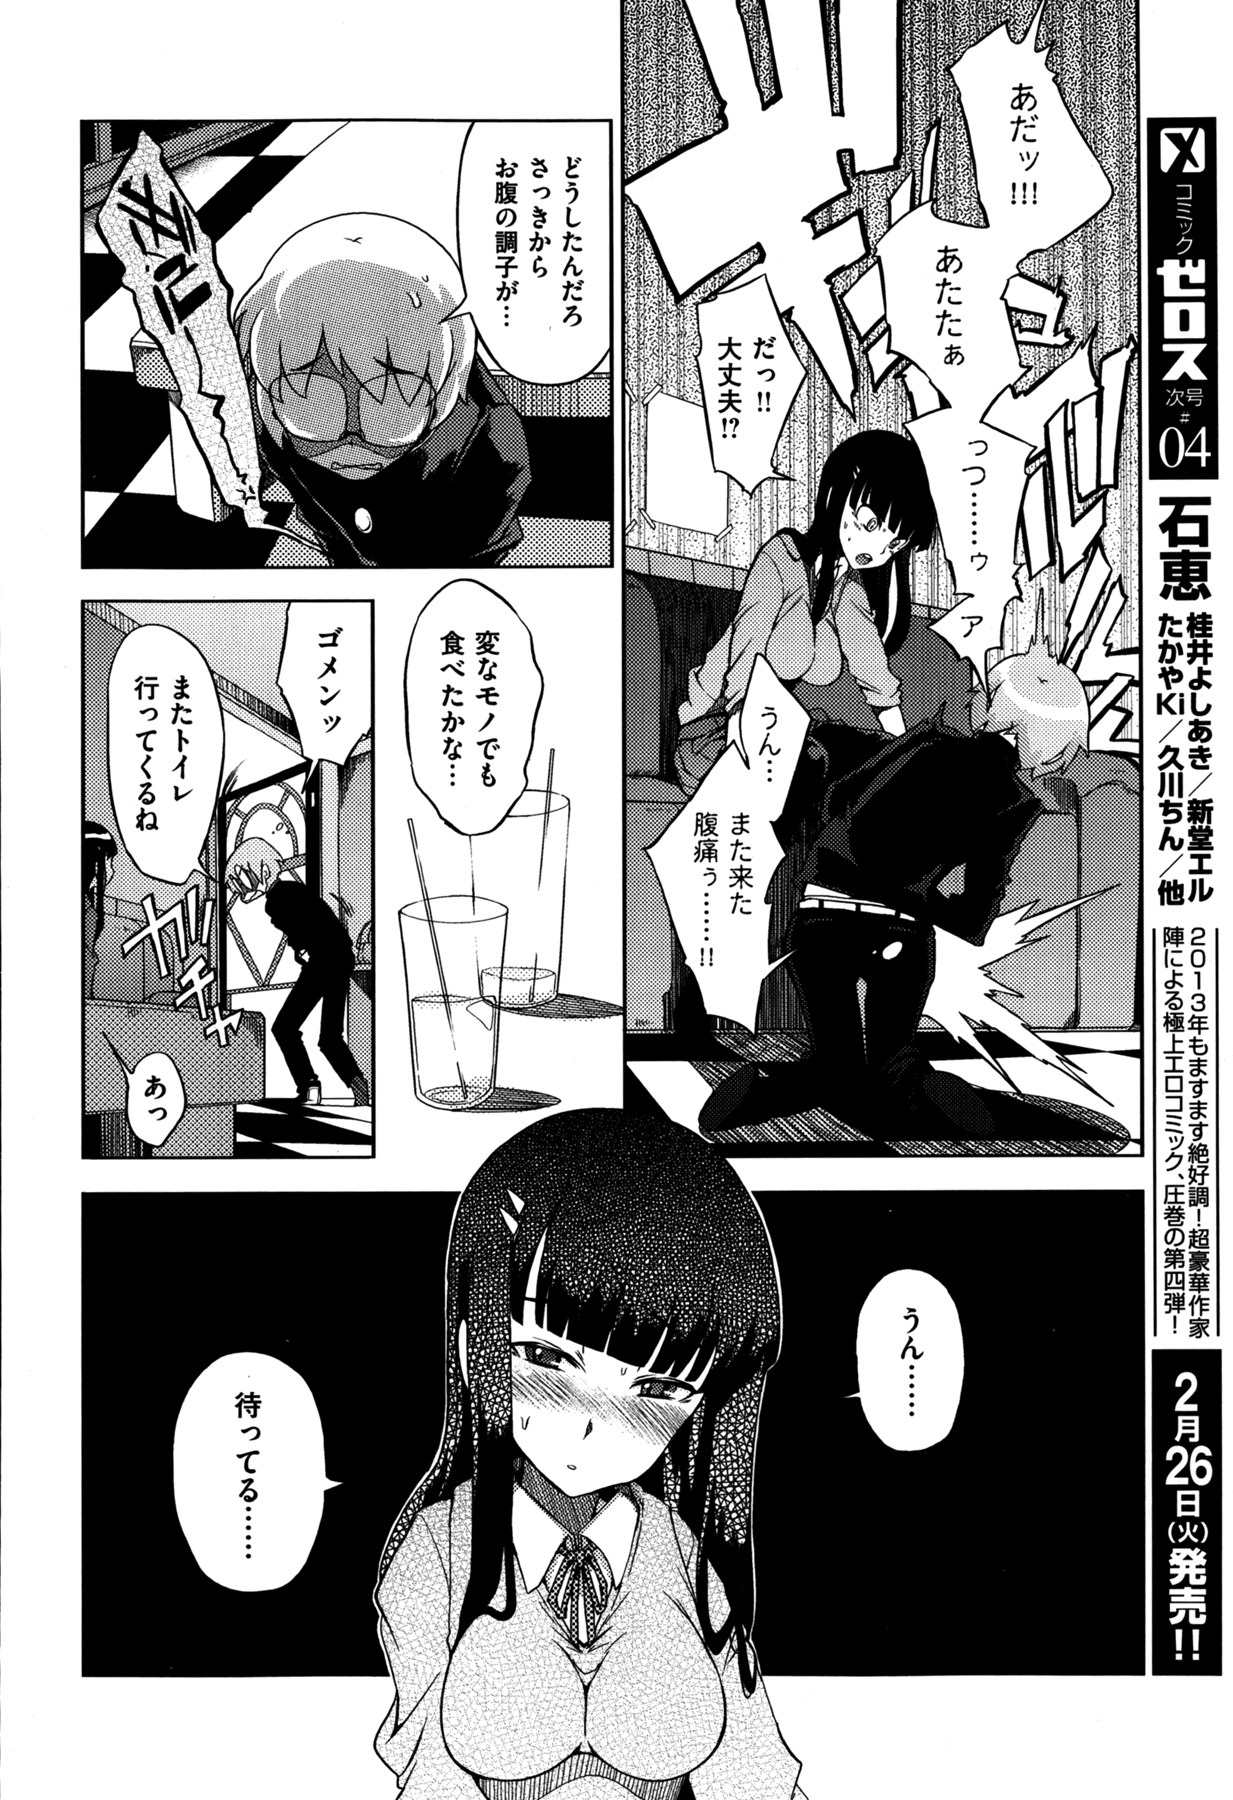 コミック
ゼロス
次号
#
04
石恵
桂井よしあき／新堂エル
たかやKi／久川ちん／他
2013年もますます絶好調！超豪華作家
陣による極上エロコミック、圧巻の第四弾！
2月26日(火)発売!!
あだッ!!!
あたたぁ
っつ……ゥ
ァ
だっ!!
大丈夫!?
うん…
また来た
腹痛ぅ……!!
どうしたんだろ
さっきから
お腹の調子が…
変なモノでも
食べたかな…
ゴメンッ
またトイレ
行ってくるね
ガチャ
あっ
うん……
待ってる……